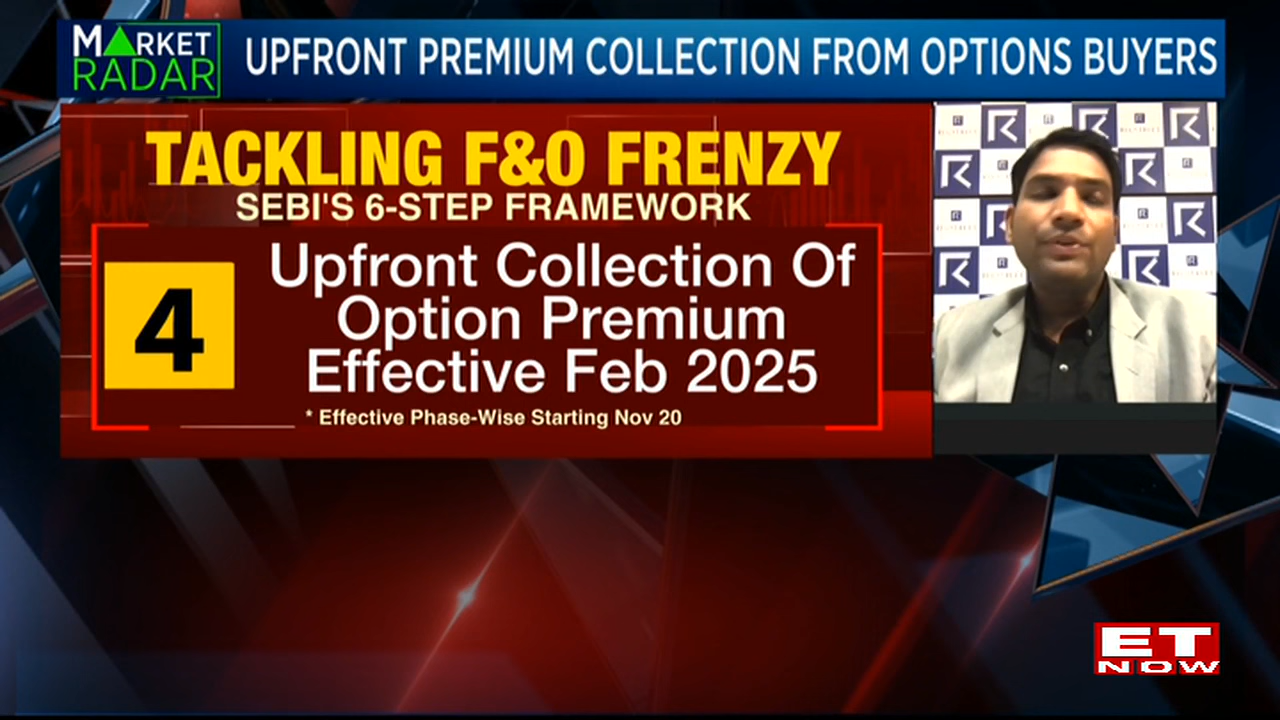 MARKET
RADAR
UPFRONT PREMIUM COLLECTION FROM OPTIONS BUYERS
TACKLING F&O FRENZY
SEBI'S 6-STEP FRAMEWORK
4
Upfront Collection Of
Option Premium
Effective Feb 2025
* Effective Phase-Wise Starting Nov 20
ET
NOW